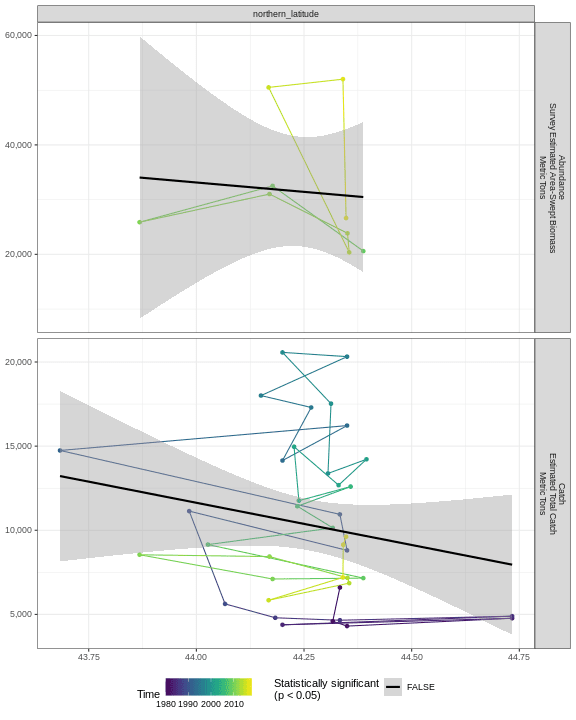 northern_latitude
60,000
40,000
20,000
Abundance
Survey Estimated Area-Swept Biomass
Metric Tons
20,000
15,000
10,000
5,000
Catch
Estimated Total Catch
Metric Tons
43.75 44.00 44.25 44.50 44.75
Time
1980 1990 2000 2010
Statistically significant
(p < 0.05)
FALSE